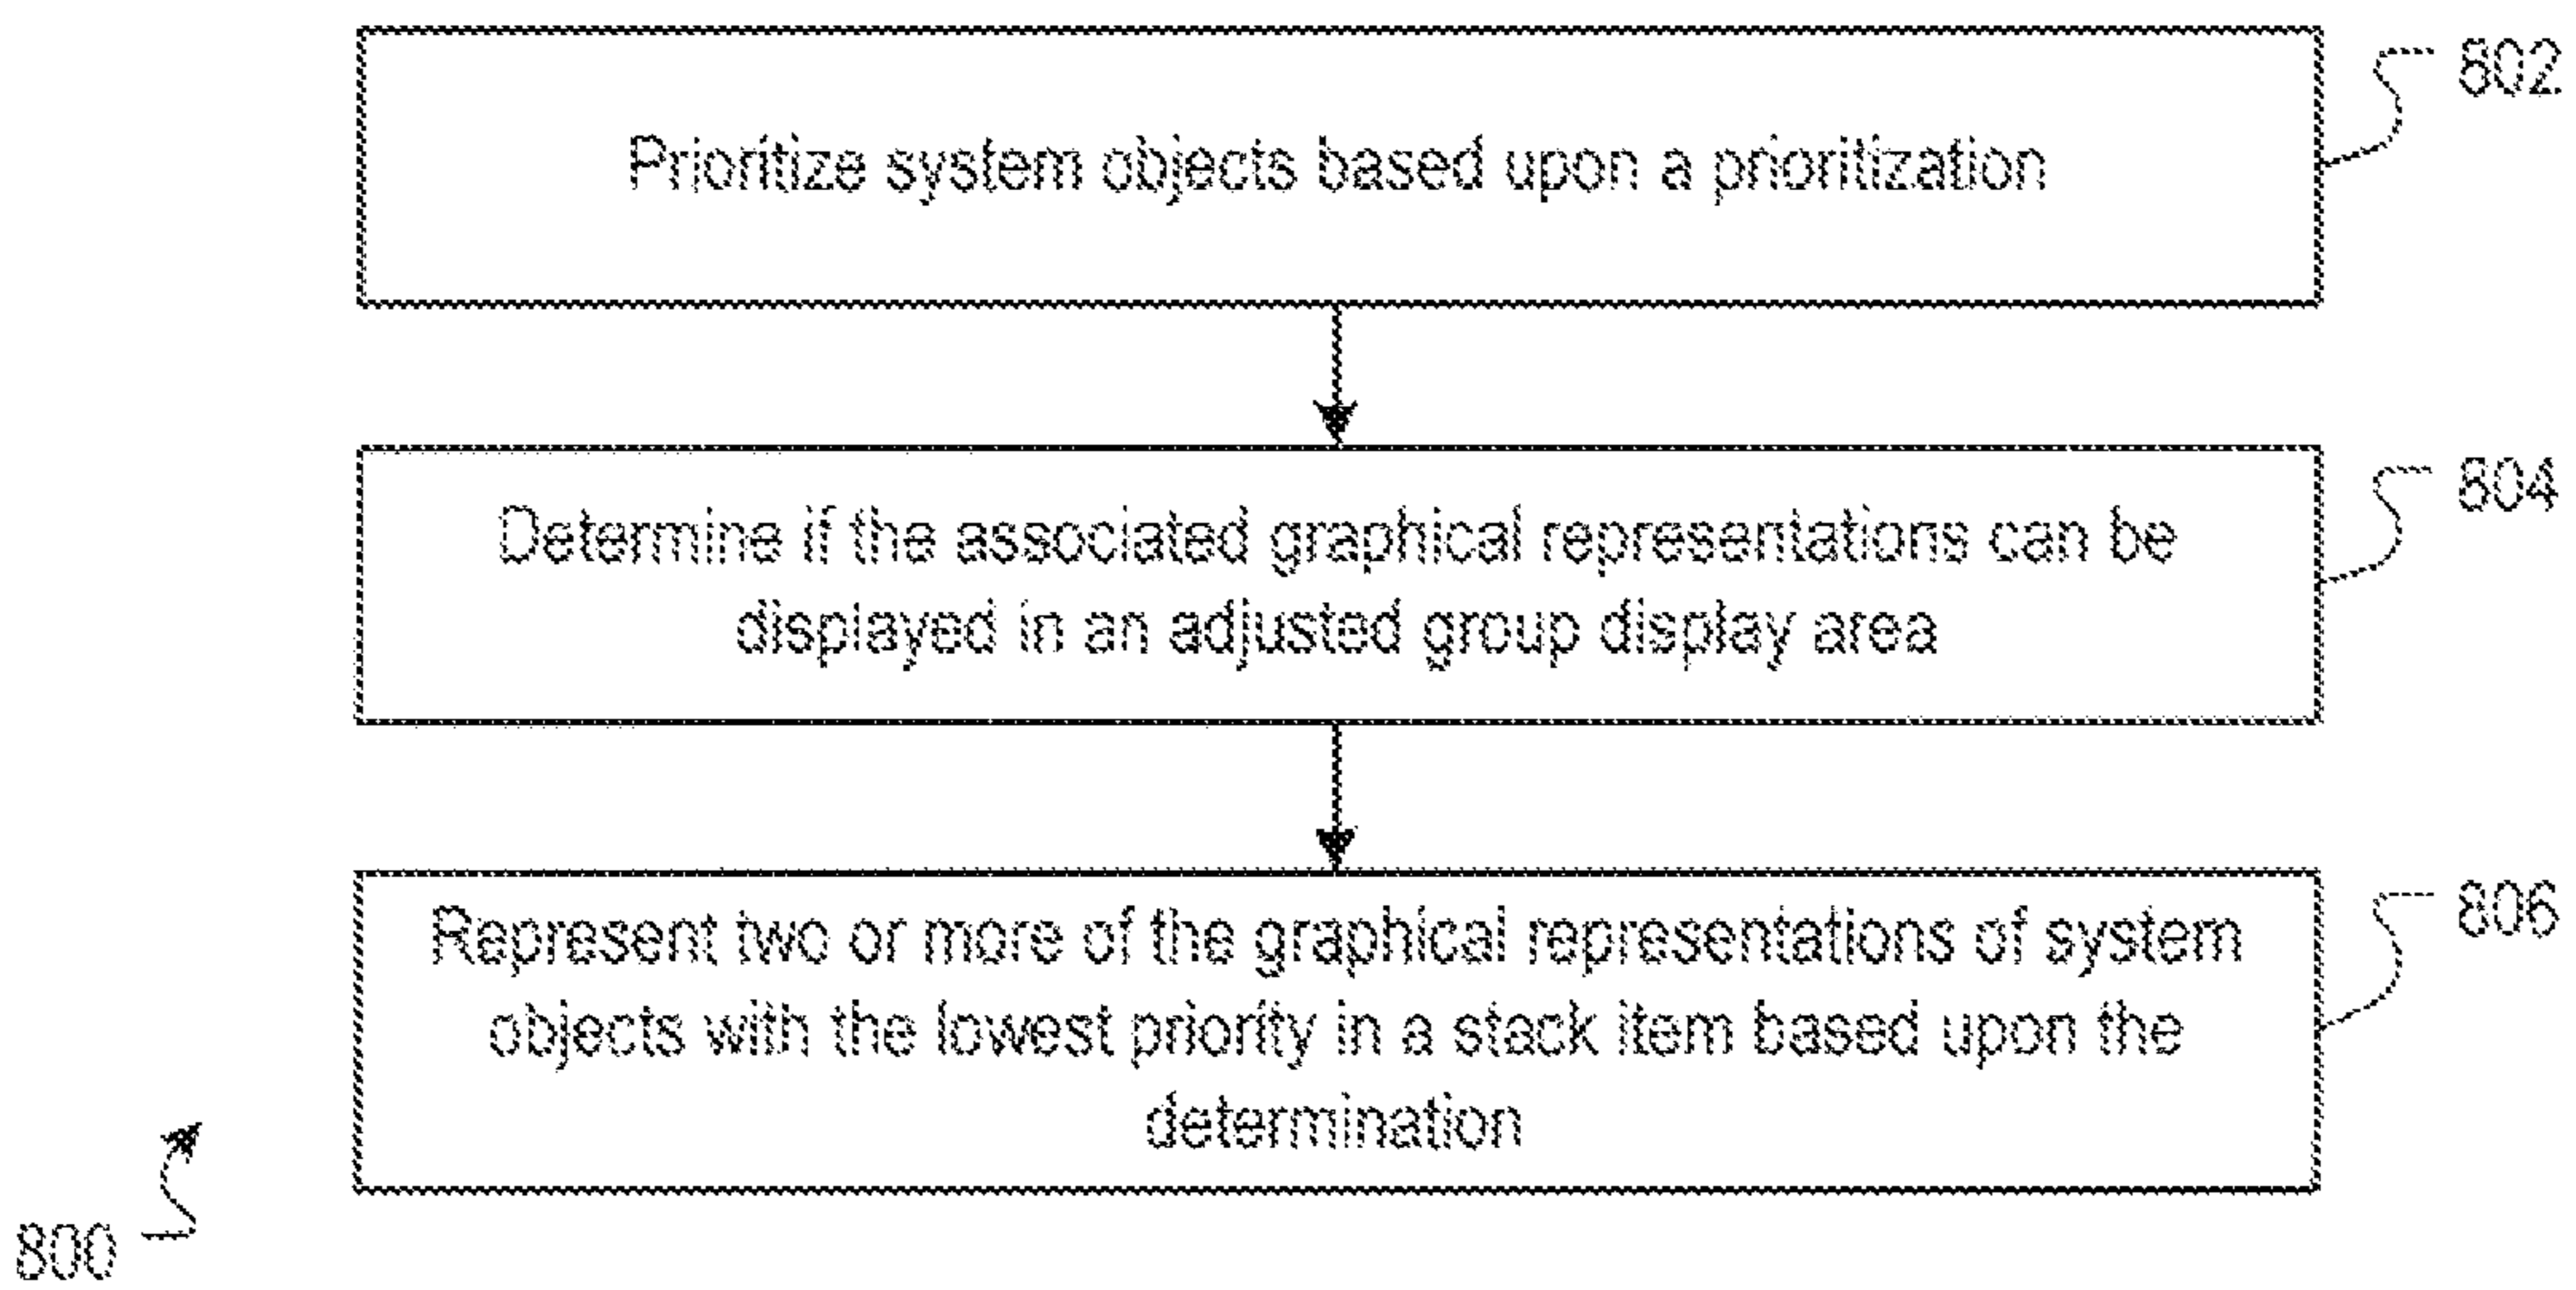 802
Prioritize system objects based upon a prioritization
804
Determine if the associated graphical representations can be
displayed in an adjusted group display area
806
Represent two or more of the graphical representations of system
objects with the lowest priority in a stack item based upon the
determination
800